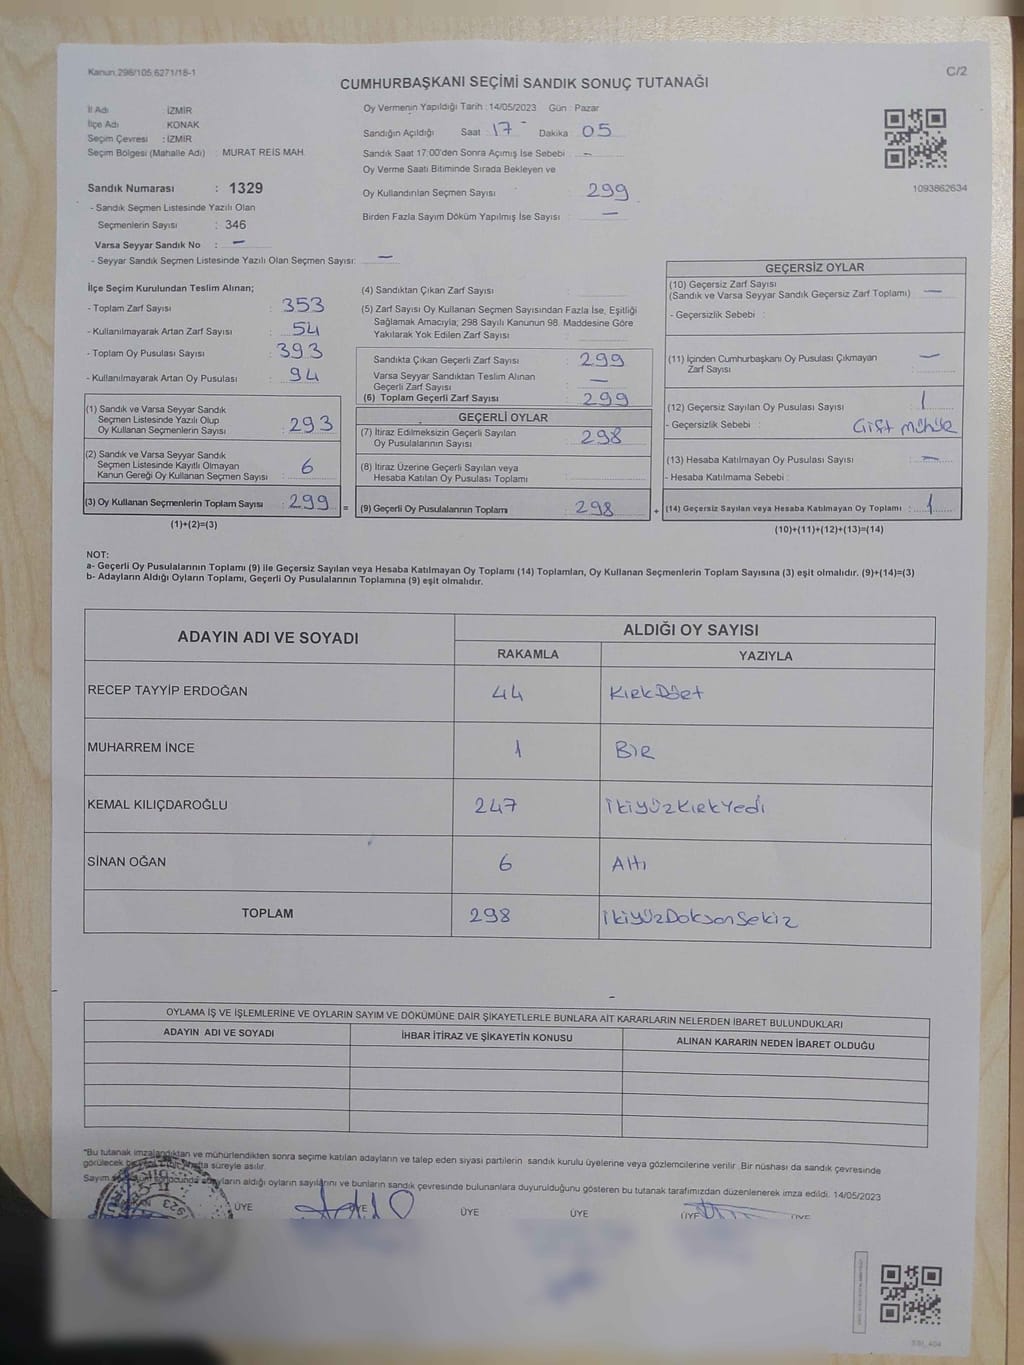 Kanun.298/105,6271/18-1
C/2
CUMHURBAŞKANI SEÇİMİ SANDIK SONUÇ TUTANAĞI
İl Adı : İZMİR
İlçe Adı : KONAK
Seçim Çevresi : İZMİR
Seçim Bölgesi (Mahalle Adı) : MURAT REİS MAH.
Oy Vermenin Yapıldığı Tarih : 14/05/2023 Gün : Pazar
Sandığın Açıldığı Saat 17 Dakika 05
Sandık Saat 17:00'den Sonra Açılmış İse Sebebi : -
Oy Verme Saati Bitiminde Sırada Bekleyen ve
Oy Kullandırılan Seçmen Sayısı : 299
Birden Fazla Sayım Döküm Yapılmış İse Sayısı : -
1093862634
Sandık Numarası : 1329
- Sandık Seçmen Listesinde Yazılı Olan
Seçmenlerin Sayısı : 346
Varsa Seyyar Sandık No : -
- Seyyar Sandık Seçmen Listesinde Yazılı Olan Seçmen Sayısı: -
İlçe Seçim Kurulundan Teslim Alınan;
- Toplam Zarf Sayısı : 353
- Kullanılmayarak Artan Zarf Sayısı : 54
- Toplam Oy Pusulası Sayısı : 393
- Kullanılmayarak Artan Oy Pusulası : 94
(1) Sandık ve Varsa Seyyar Sandık
Seçmen Listesinde Yazılı Olup
Oy Kullanan Seçmenlerin Sayısı : 293
(2) Sandık ve Varsa Seyyar Sandık
Seçmen Listesinde Kayıtlı Olmayan
Kanun Gereği Oy Kullanan Seçmen Sayısı : 6
(3) Oy Kullanan Seçmenlerin Toplam Sayısı : 299
(1)+(2)=(3)
=
(4) Sandıktan Çıkan Zarf Sayısı :
(5) Zarf Sayısı Oy Kullanan Seçmen Sayısından Fazla İse, Eşitliği
Sağlamak Amacıyla; 298 Sayılı Kanunun 98. Maddesine Göre
Yakılarak Yok Edilen Zarf Sayısı :
Sandıkta Çıkan Geçerli Zarf Sayısı : 299
Varsa Seyyar Sandıktan Teslim Alınan
Geçerli Zarf Sayısı : -
(6) Toplam Geçerli Zarf Sayısı : 299
GEÇERLİ OYLAR
(7) İtiraz Edilmeksizin Geçerli Sayılan
Oy Pusulalarının Sayısı : 298
(8) İtiraz Üzerine Geçerli Sayılan veya
Hesaba Katılan Oy Pusulası Toplamı :
(9) Geçerli Oy Pusulalarının Toplamı : 298
+
GEÇERSİZ OYLAR
(10) Geçersiz Zarf Sayısı
(Sandık ve Varsa Seyyar Sandık Geçersiz Zarf Toplamı) : -
- Geçersizlik Sebebi :
(11) İçinden Cumhurbaşkanı Oy Pusulası Çıkmayan
Zarf Sayısı : -
(12) Geçersiz Sayılan Oy Pusulası Sayısı : 1
- Geçersizlik Sebebi : Çift mühür
(13) Hesaba Katılmayan Oy Pusulası Sayısı : -
- Hesaba Katılmama Sebebi :
(14) Geçersiz Sayılan veya Hesaba Katılmayan Oy Toplamı : 1
(10)+(11)+(12)+(13)=(14)
NOT:
a- Geçerli Oy Pusulalarının Toplamı (9) ile Geçersiz Sayılan veya Hesaba Katılmayan Oy Toplamı (14) Toplamları, Oy Kullanan Seçmenlerin Toplam Sayısına (3) eşit olmalıdır. (9)+(14)=(3)
b- Adayların Aldığı Oyların Toplamı, Geçerli Oy Pusulalarının Toplamına (9) eşit olmalıdır.
ADAYIN ADI VE SOYADI ALDIĞI OY SAYISI
RAKAMLA YAZIYLA
RECEP TAYYİP ERDOĞAN 44 KırkDört
MUHARREM İNCE 1 Bir
KEMAL KILIÇDAROĞLU 247 İkiyüzKırkYedi
SİNAN OĞAN 6 Altı
TOPLAM 298 İkiyüzDoksanSekiz
OYLAMA İŞ VE İŞLEMLERİNE VE OYLARIN SAYIM VE DÖKÜMÜNE DAİR ŞİKAYETLERLE BUNLARA AİT KARARLARIN NELERDEN İBARET BULUNDUKLARI
ADAYIN ADI VE SOYADI İHBAR İTİRAZ VE ŞİKAYETİN KONUSU ALINAN KARARIN NEDEN İBARET OLDUĞU
"Bu tutanak imzalandıktan ve mühürlendikten sonra seçime katılan adayların ve talep eden siyasi partilerin sandık kurulu üyelerine veya gözlemcilerine verilir. Bir nüshası da sandık çevresinde
görülecek bir süreyle asılır.
Sayım adayların aldığı oyların sayılarını ve bunların sandık çevresinde bulunanlara duyurulduğunu gösteren bu tutanak tarafımızdan düzenlenerek imza edildi. 14/05/2023
ÜYE ÜYE ÜYE ÜYE ÜYE